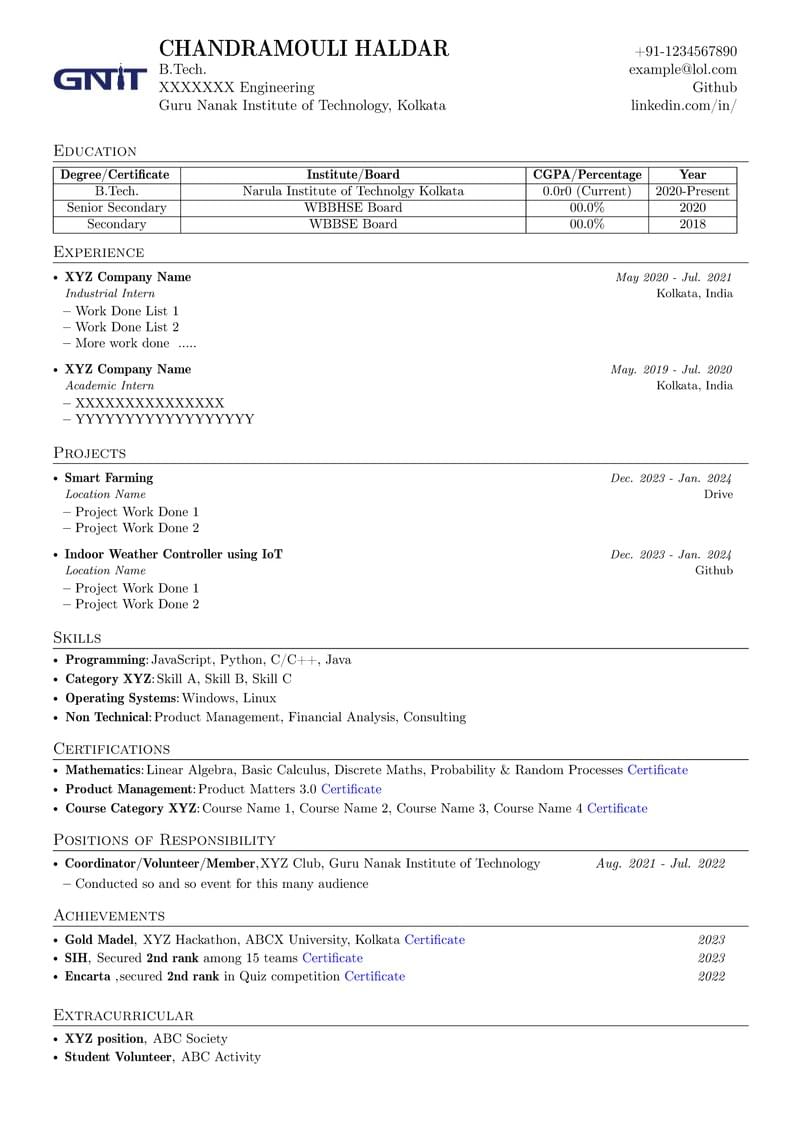 CHANDRAMOULI HALDAR
+91-1234567890
GNIT
B.Tech.
example@lol.com
XXXXXXX Engineering
Github
Guru Nanak Institute of Technology, Kolkata
linkedin.com/in/
Education
Degree/Certificate Institute/Board CGPA/Percentage Year
B.Tech. Narula Institute of Technolgy Kolkata 0.0r0 (Current) 2020-Present
Senior Secondary WBBHSE Board 00.0% 2020
Secondary WBBSE Board 00.0% 2018
Experience
• XYZ Company Name May 2020 - Jul. 2021
Industrial Intern Kolkata, India
– Work Done List 1
– Work Done List 2
– More work done .....
• XYZ Company Name May. 2019 - Jul. 2020
Academic Intern Kolkata, India
– XXXXXXXXXXXXXXX
– YYYYYYYYYYYYYYYYYY
Projects
• Smart Farming Dec. 2023 - Jan. 2024
Location Name Drive
– Project Work Done 1
– Project Work Done 2
• Indoor Weather Controller using IoT Dec. 2023 - Jan. 2024
Location Name Github
– Project Work Done 1
– Project Work Done 2
Skills
• Programming: JavaScript, Python, C/C++, Java
• Category XYZ: Skill A, Skill B, Skill C
• Operating Systems: Windows, Linux
• Non Technical: Product Management, Financial Analysis, Consulting
Certifications
• Mathematics: Linear Algebra, Basic Calculus, Discrete Maths, Probability & Random Processes Certificate
• Product Management: Product Matters 3.0 Certificate
• Course Category XYZ: Course Name 1, Course Name 2, Course Name 3, Course Name 4 Certificate
Positions of Responsibility
• Coordinator/Volunteer/Member,XYZ Club, Guru Nanak Institute of Technology Aug. 2021 - Jul. 2022
– Conducted so and so event for this many audience
Achievements
• Gold Madel, XYZ Hackathon, ABCX University, Kolkata Certificate 2023
• SIH, Secured 2nd rank among 15 teams Certificate 2023
• Encarta ,secured 2nd rank in Quiz competition Certificate 2022
Extracurricular
• XYZ position, ABC Society
• Student Volunteer, ABC Activity